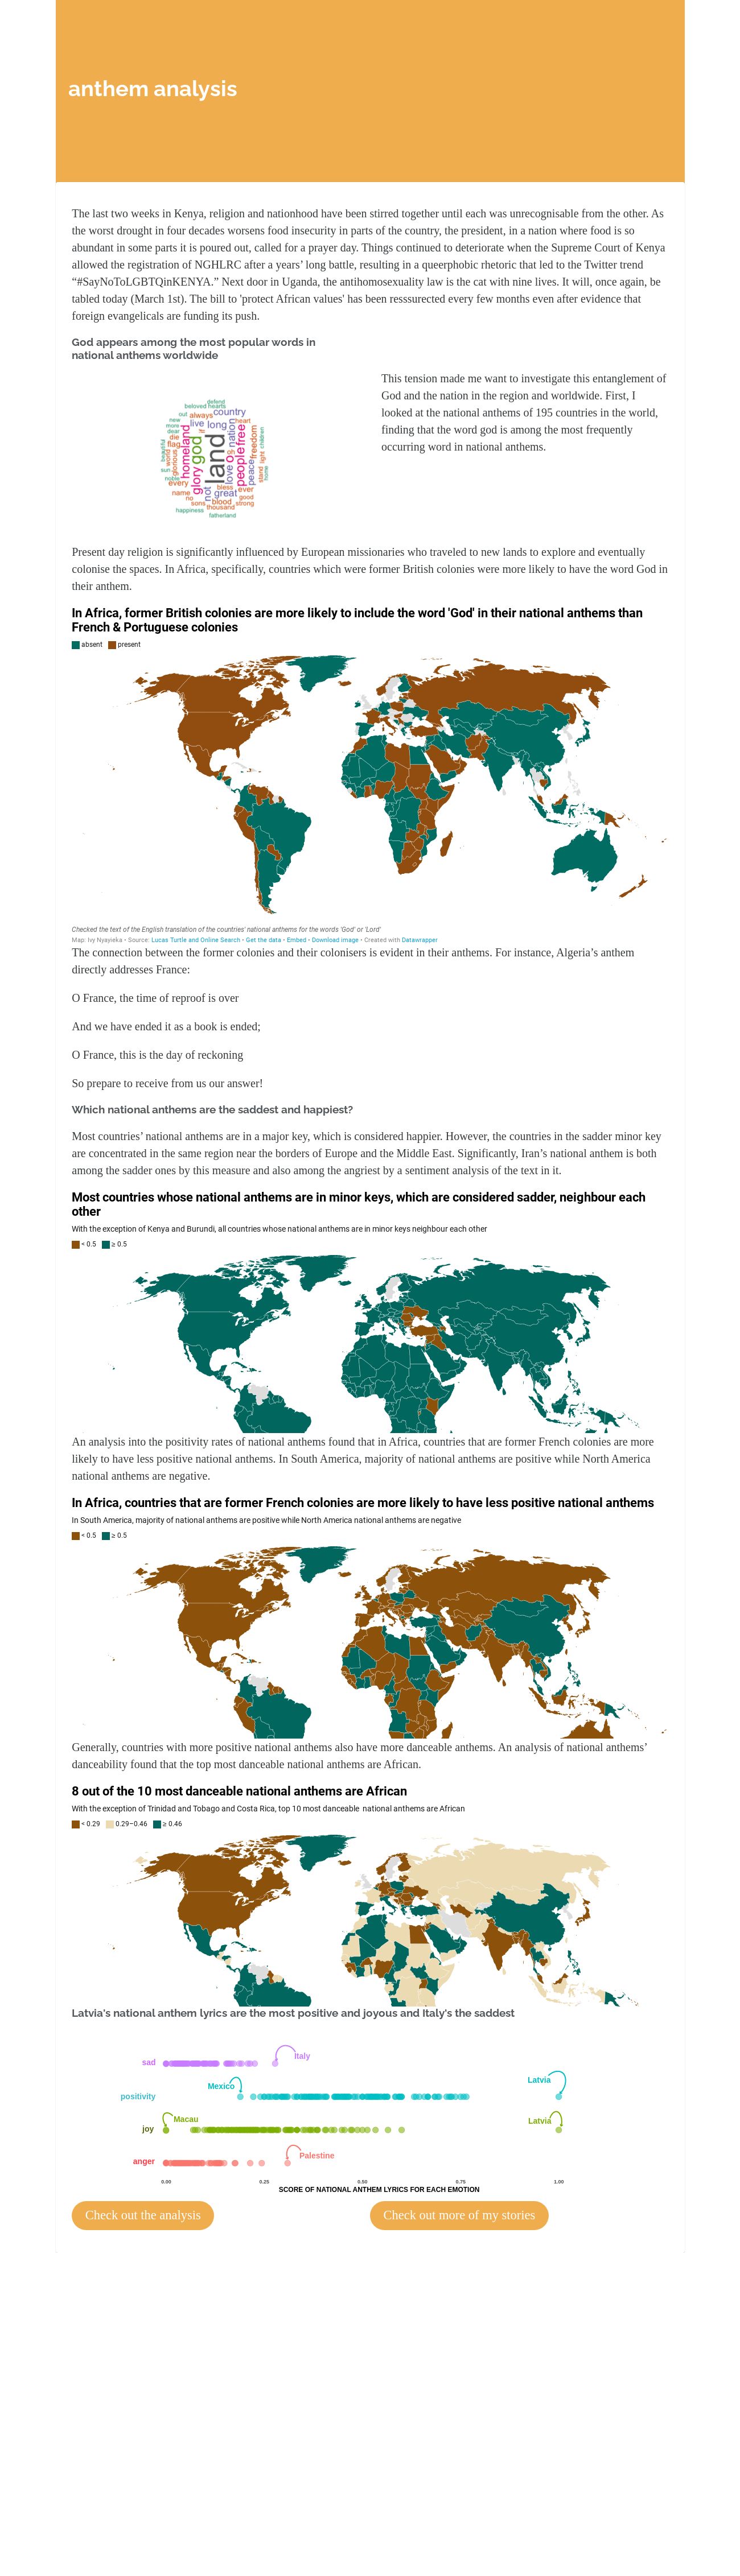 anthem analysis
The last two weeks in Kenya, religion and nationhood have been stirred together until each was unrecognisable from the other. As
the worst drought in four decades worsens food insecurity in parts of the country, the president, in a nation where food is so
abundant in some parts it is poured out, called for a prayer day. Things continued to deteriorate when the Supreme Court of Kenya
allowed the registration of NGHLRC after a years’ long battle, resulting in a queerphobic rhetoric that led to the Twitter trend
“#SayNoToLGBTQinKENYA.” Next door in Uganda, the antihomosexuality law is the cat with nine lives. It will, once again, be
tabled today (March 1st). The bill to 'protect African values' has been resssurected every few months even after evidence that
foreign evangelicals are funding its push.
God appears among the most popular words in
national anthems worldwide
defend
beloved hearts
out always country
new live long heart
more
dear
die
flag
beautiful
world
glorious
homeland
god
land
nation
free
freedom
children
sun
noble
every
glory
love
o
people
peace
stand
light
home
name
no
not
bless ever
great good
sons blood strong
thousand
happiness
fatherland
This tension made me want to investigate this entanglement of
God and the nation in the region and worldwide. First, I
looked at the national anthems of 195 countries in the world,
finding that the word god is among the most frequently
occurring word in national anthems.
Present day religion is significantly influenced by European missionaries who traveled to new lands to explore and eventually
colonise the spaces. In Africa, specifically, countries which were former British colonies were more likely to have the word God in
their anthem.
In Africa, former British colonies are more likely to include the word 'God' in their national anthems than
French & Portuguese colonies
absent present
Checked the text of the English translation of the countries' national anthems for the words 'God' or 'Lord'
Map: Ivy Nyayieka • Source: Lucas Turtle and Online Search • Get the data • Embed • Download image • Created with Datawrapper
The connection between the former colonies and their colonisers is evident in their anthems. For instance, Algeria’s anthem
directly addresses France:
O France, the time of reproof is over
And we have ended it as a book is ended;
O France, this is the day of reckoning
So prepare to receive from us our answer!
Which national anthems are the saddest and happiest?
Most countries’ national anthems are in a major key, which is considered happier. However, the countries in the sadder minor key
are concentrated in the same region near the borders of Europe and the Middle East. Significantly, Iran’s national anthem is both
among the sadder ones by this measure and also among the angriest by a sentiment analysis of the text in it.
Most countries whose national anthems are in minor keys, which are considered sadder, neighbour each
other
With the exception of Kenya and Burundi, all countries whose national anthems are in minor keys neighbour each other
< 0.5 ≥ 0.5
An analysis into the positivity rates of national anthems found that in Africa, countries that are former French colonies are more
likely to have less positive national anthems. In South America, majority of national anthems are positive while North America
national anthems are negative.
In Africa, countries that are former French colonies are more likely to have less positive national anthems
In South America, majority of national anthems are positive while North America national anthems are negative
< 0.5 ≥ 0.5
Generally, countries with more positive national anthems also have more danceable anthems. An analysis of national anthems’
danceability found that the top most danceable national anthems are African.
8 out of the 10 most danceable national anthems are African
With the exception of Trinidad and Tobago and Costa Rica, top 10 most danceable national anthems are African
< 0.29 0.29–0.46 ≥ 0.46
Latvia's national anthem lyrics are the most positive and joyous and Italy's the saddest
sad Italy
positivity Mexico Latvia
joy Macau Latvia
anger Palestine
0.00 0.25 0.50 0.75 1.00
SCORE OF NATIONAL ANTHEM LYRICS FOR EACH EMOTION
Check out the analysis Check out more of my stories